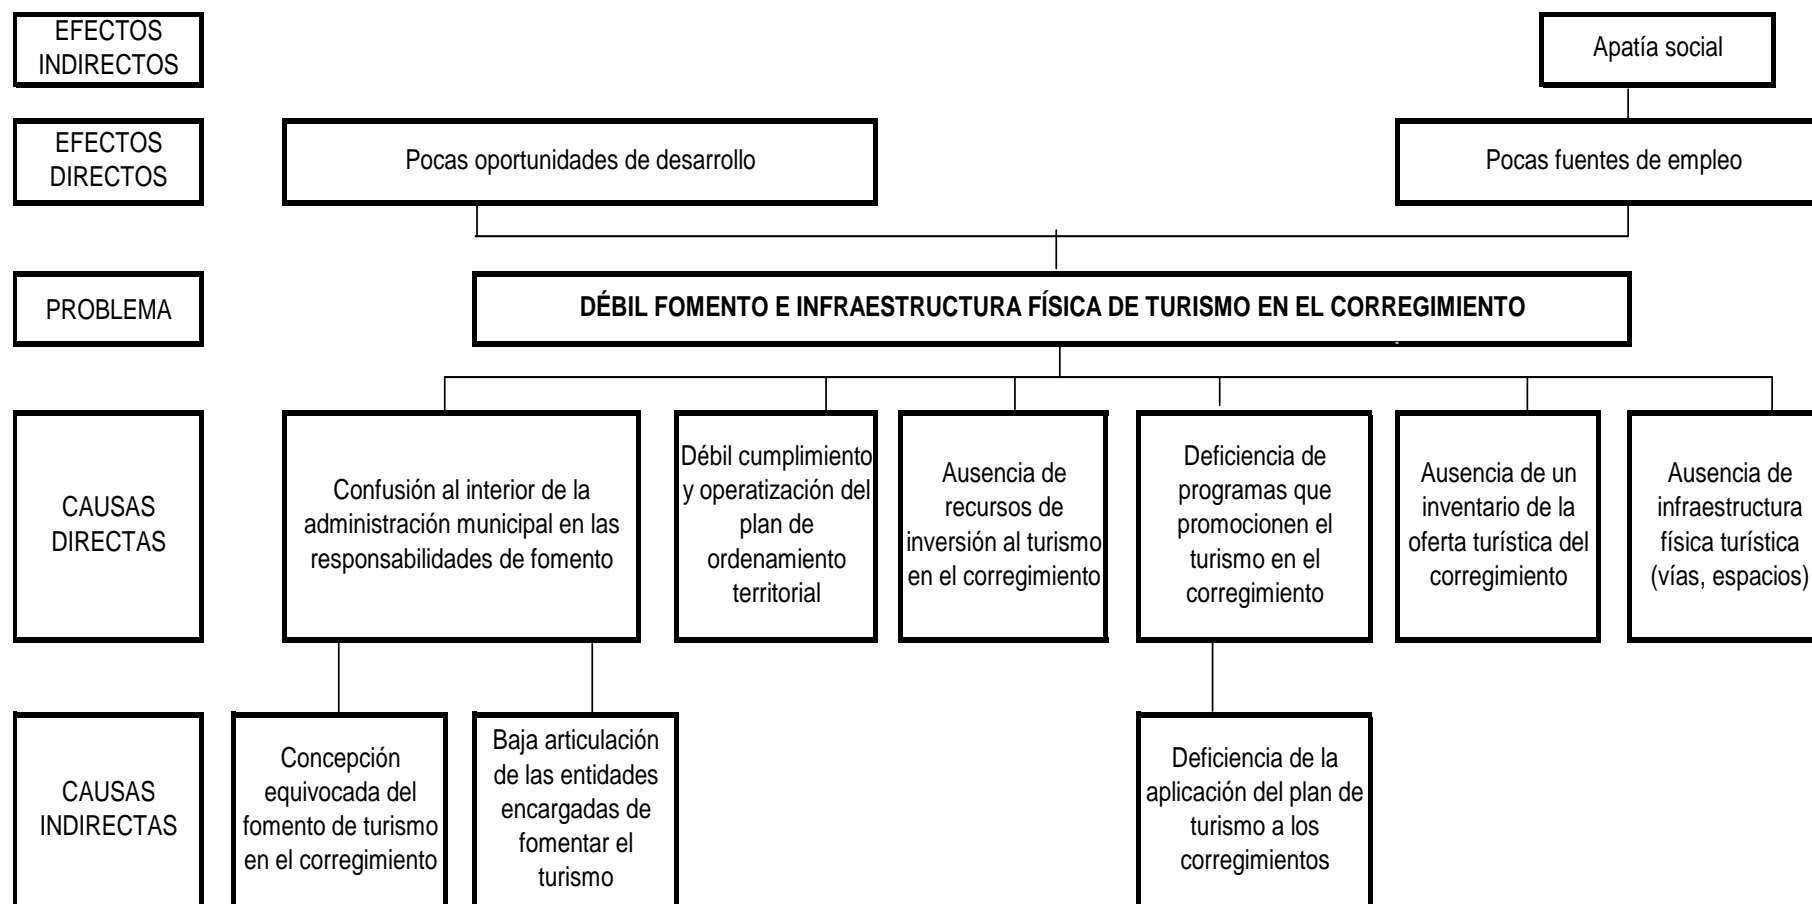 EFECTOS
INDIRECTOS
Apatía social
EFECTOS
DIRECTOS
Pocas oportunidades de desarrollo
Pocas fuentes de empleo
PROBLEMA
DÉBIL FOMENTO E INFRAESTRUCTURA FÍSICA DE TURISMO EN EL CORREGIMIENTO
CAUSAS
DIRECTAS
Confusión al interior de la
administración municipal en las
responsabilidades de fomento
Débil cumplimiento
y operatización del
plan de
ordenamiento
territorial
Ausencia de
recursos de
inversión al turismo
en el corregimiento
Deficiencia de
programas que
promocionen el
turismo en el
corregimiento
Ausencia de un
inventario de la
oferta turística del
corregimiento
Ausencia de
infraestructura
física turística
(vías, espacios)
CAUSAS
INDIRECTAS
Concepción
equivocada del
fomento de turismo
en el corregimiento
Baja articulación
de las entidades
encargadas de
fomentar el
turismo
Deficiencia de la
aplicación del plan de
turismo a los
corregimientos